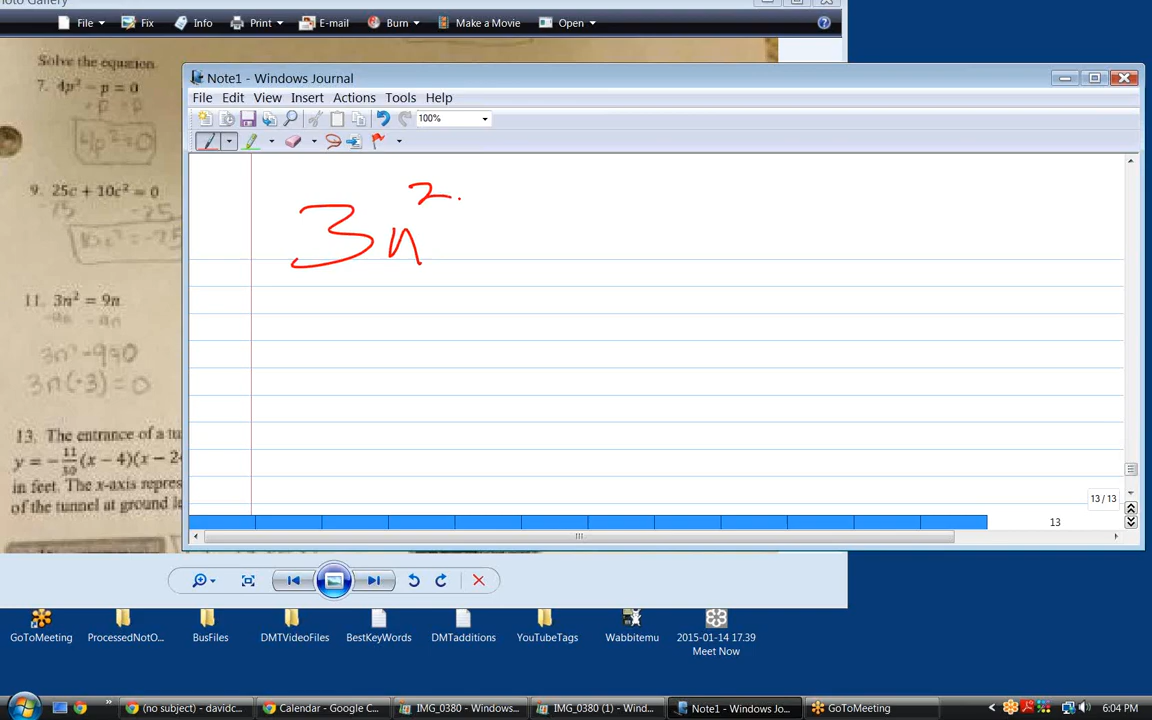 Photo Gallery
File Fix Info Print E-mail Burn Make a Movie Open
Solve the equation.
7. 4p² − p = 0
+p +p
4p² = 0
9. 25c + 10c² = 0
-25
11. 3n² = 9n
-9n -9n
3n² -9=0
3n(-3) = 0
13. The entrance of a tu
y = −11/50(x − 4)(x − 2
in feet. The x-axis repres
of the tunnel at ground le
Note1 - Windows Journal
File Edit View Insert Actions Tools Help
100%
3n²
13 / 13
13
GoToMeeting ProcessedNotO... BusFiles DMTVideoFiles BestKeyWords DMTadditions YouTubeTags Wabbitemu 2015-01-14 17.39
Meet Now
(no subject) - davidc... Calendar - Google C... IMG_0380 - Windows... IMG_0380 (1) - Wind... Note1 - Windows Jo... GoToMeeting 6:04 PM